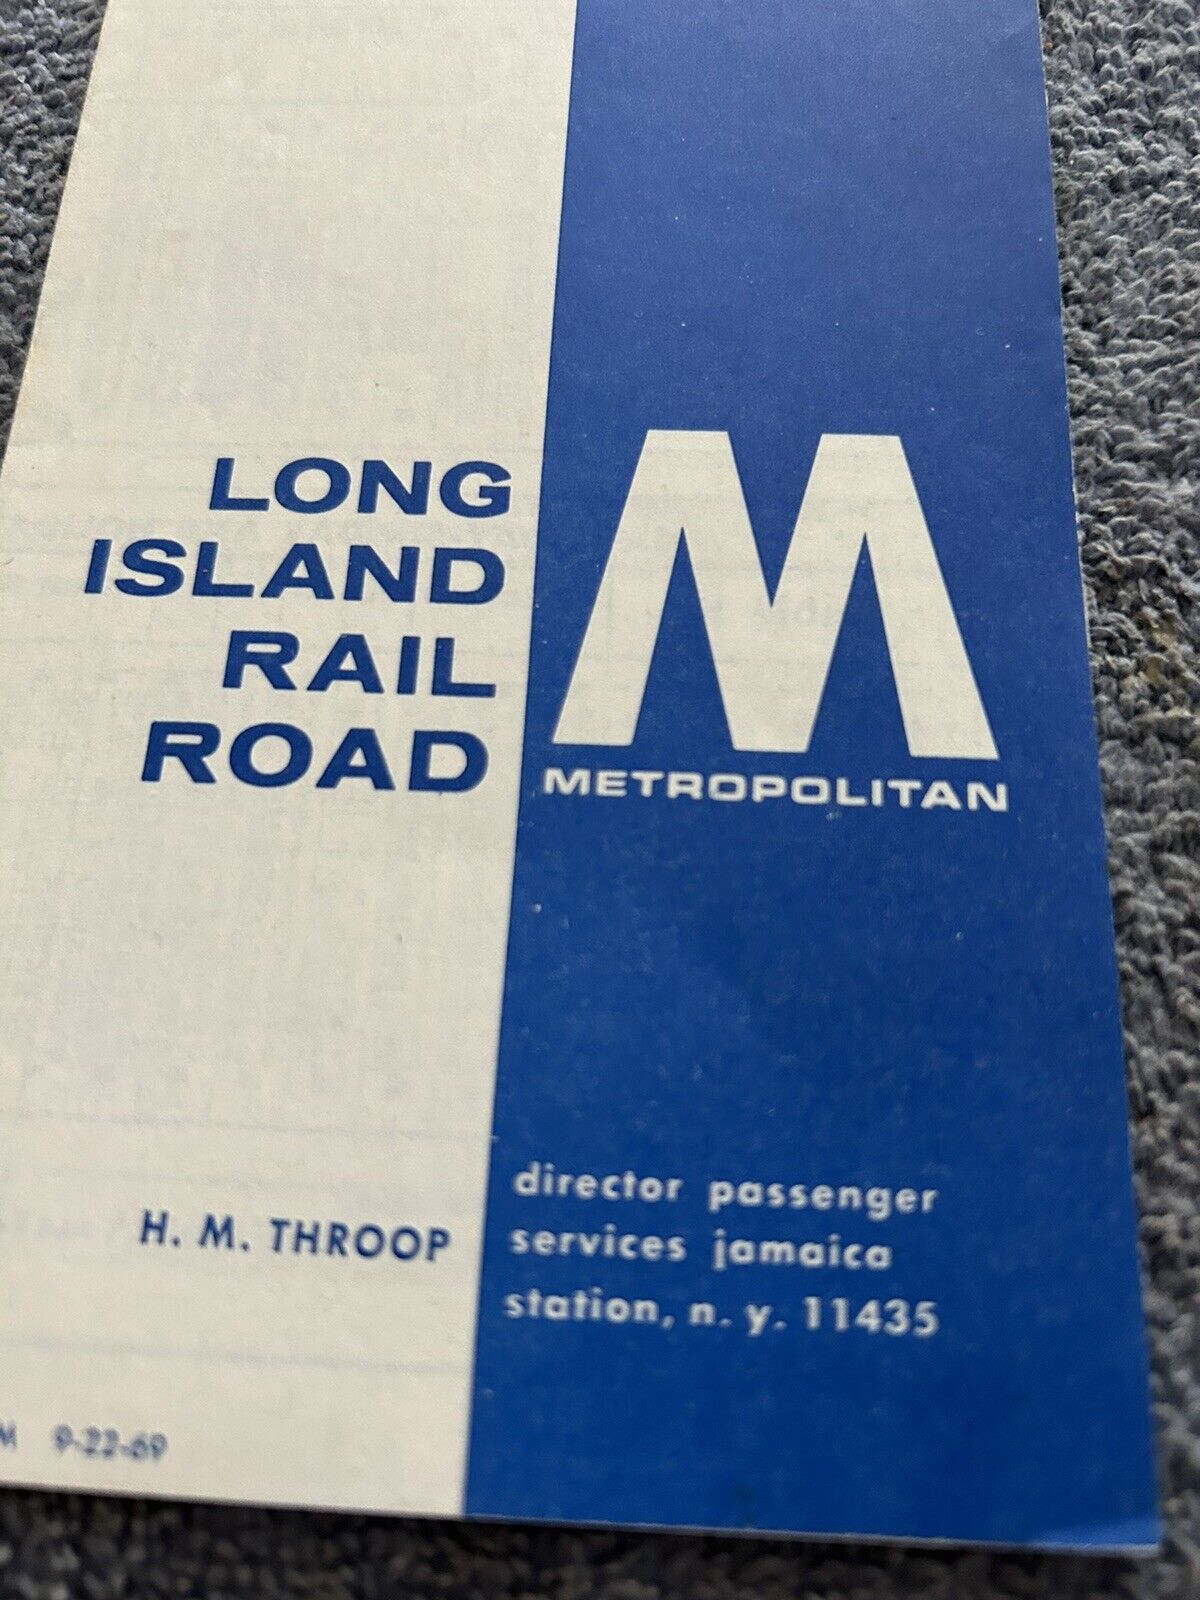 LONG
ISLAND
RAIL
ROAD
M
METROPOLITAN
H. M. THROOP
director passenger
services jamaica
station, n. y. 11435
M 9-22-69